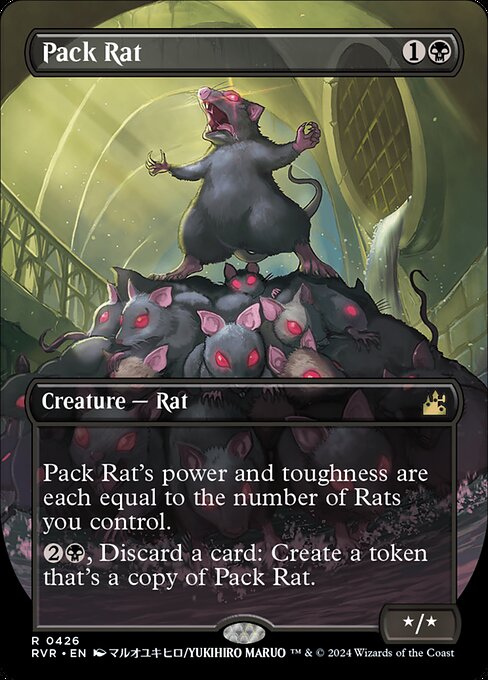 Pack Rat 1
Creature — Rat
Pack Rat's power and toughness are
each equal to the number of Rats
you control.
2, Discard a card: Create a token
that's a copy of Pack Rat.
*/*
R 0426
RVR • EN マルオユキヒロ/YUKIHIRO MARUO ™ & © 2024 Wizards of the Coast